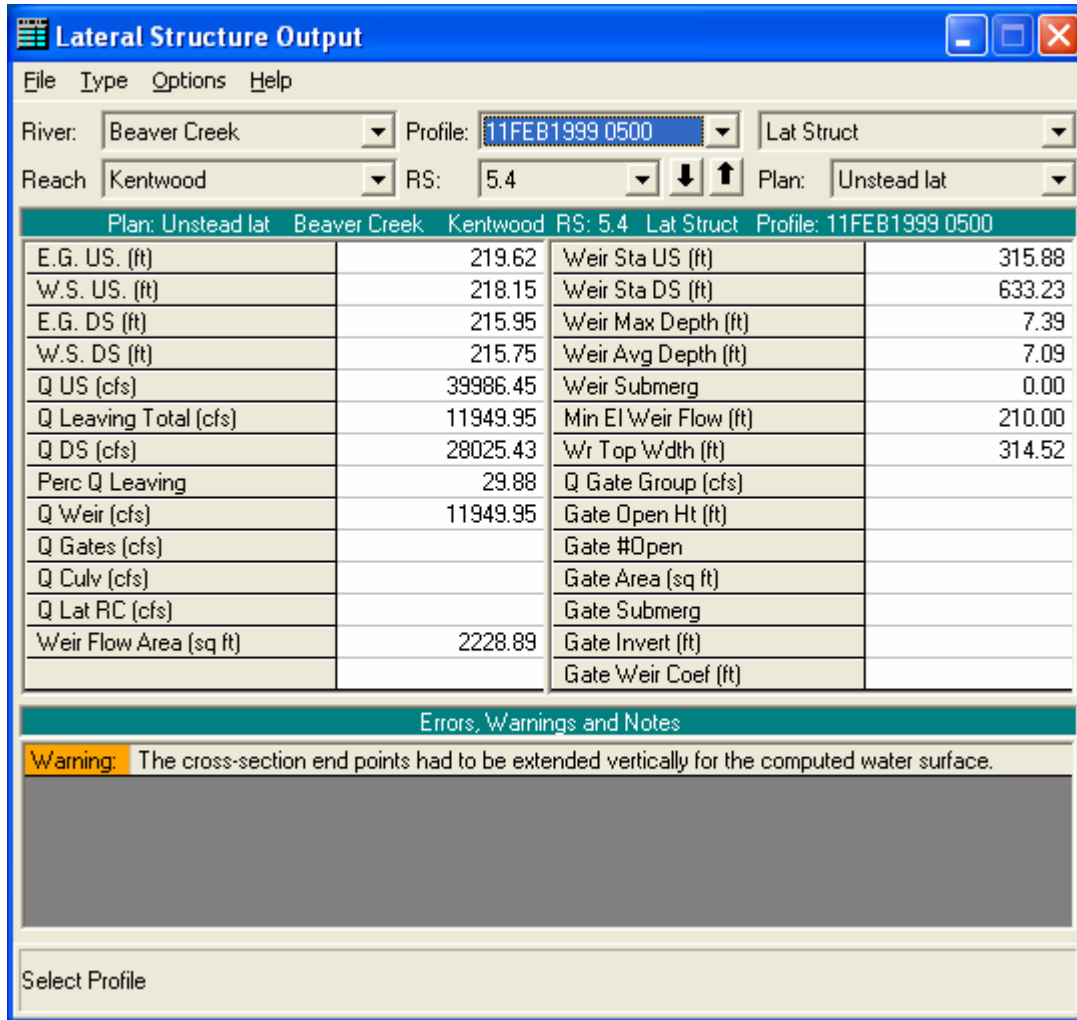 Lateral Structure Output
File Type Options Help
River: Beaver Creek Profile: 11FEB1999 0500 Lat Struct
Reach Kentwood RS: 5.4 Plan: Unstead lat
Plan: Unstead lat Beaver Creek Kentwood RS: 5.4 Lat Struct Profile: 11FEB1999 0500
E.G. US. (ft) 219.62 Weir Sta US (ft) 315.88
W.S. US. (ft) 218.15 Weir Sta DS (ft) 633.23
E.G. DS (ft) 215.95 Weir Max Depth (ft) 7.39
W.S. DS (ft) 215.75 Weir Avg Depth (ft) 7.09
Q US (cfs) 39986.45 Weir Submerg 0.00
Q Leaving Total (cfs) 11949.95 Min El Weir Flow (ft) 210.00
Q DS (cfs) 28025.43 Wr Top Wdth (ft) 314.52
Perc Q Leaving 29.88 Q Gate Group (cfs)
Q Weir (cfs) 11949.95 Gate Open Ht (ft)
Q Gates (cfs) Gate #Open
Q Culv (cfs) Gate Area (sq ft)
Q Lat RC (cfs) Gate Submerg
Weir Flow Area (sq ft) 2228.89 Gate Invert (ft)
Gate Weir Coef (ft)
Errors, Warnings and Notes
Warning: The cross-section end points had to be extended vertically for the computed water surface.
Select Profile